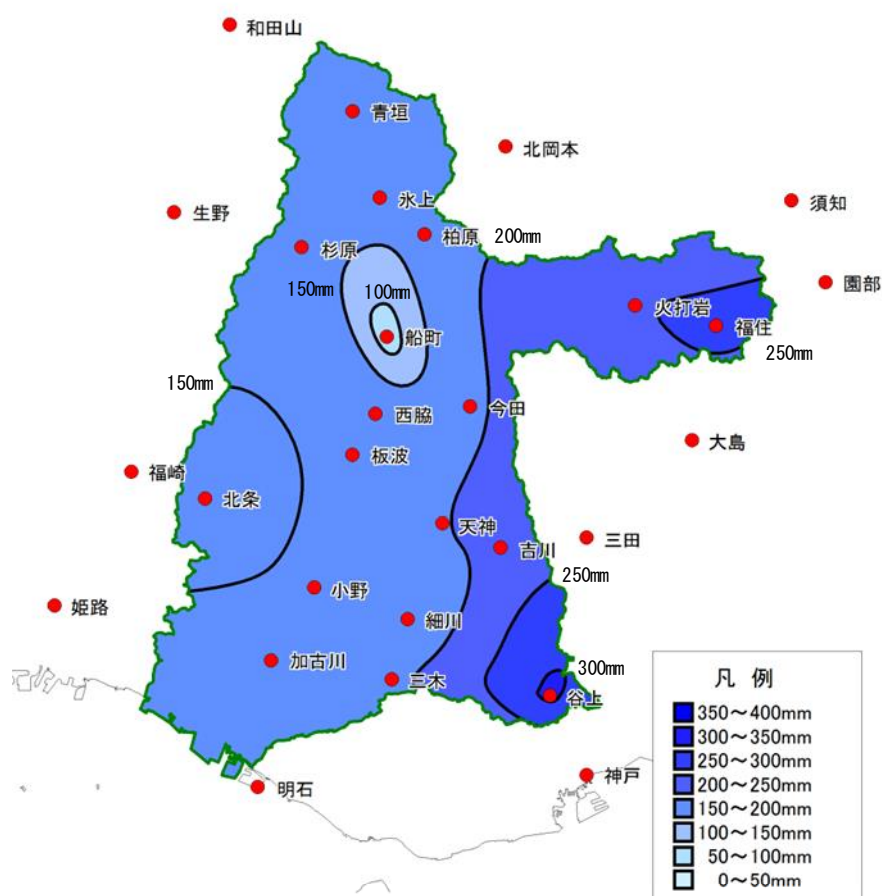 和田山
青垣
北岡本
須知
氷上
生野
柏原
200mm
杉原
園部
150mm
100mm
火打岩
福住
船町
250mm
150mm
今田
西脇
大島
板波
福崎
北条
天神
三田
吉川
250mm
小野
姫路
細川
加古川
300mm
三木
谷上
神戸
明石
凡 例
350～400mm
300～350mm
250～300mm
200～250mm
150～200mm
100～150mm
50～100mm
0～50mm